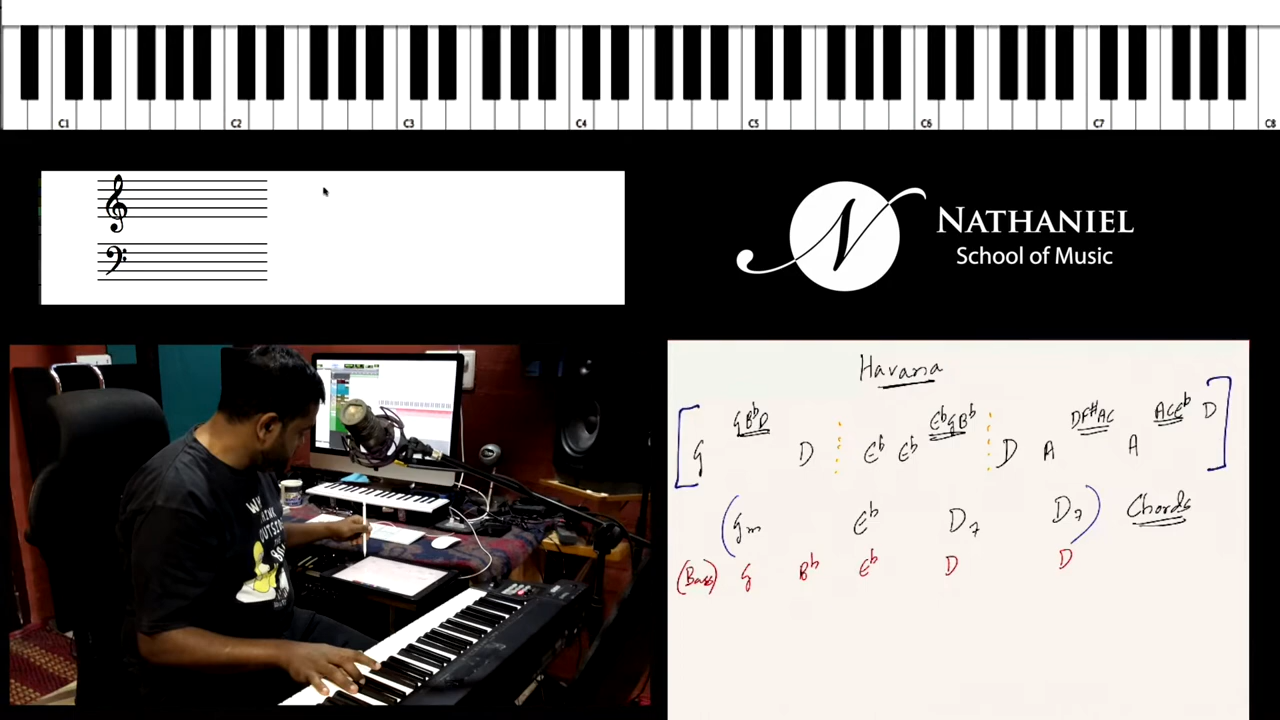 C1 C2 C3 C4 C5 C6 C7 C8
NATHANIEL
School of Music
Havana
GB♭D E♭GB♭ DF#AC ACE♭ D
G D E♭ E♭ D A A
(Gm E♭ D7 D7) Chords
(Bass) G B♭ E♭ D D